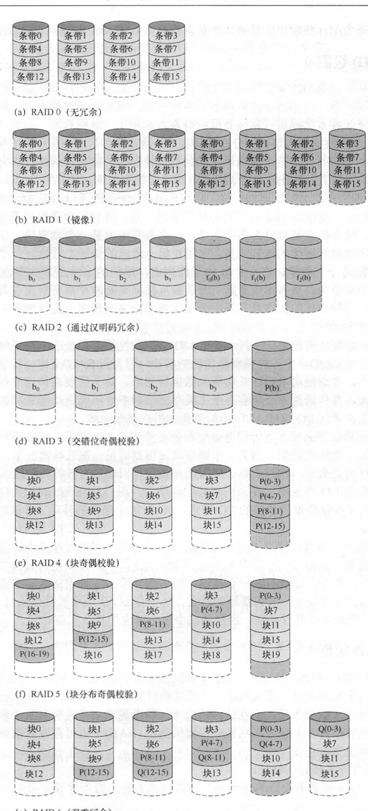 条带0 条带1 条带2 条带3
条带4 条带5 条带6 条带7
条带8 条带9 条带10 条带11
条带12 条带13 条带14 条带15
(a) RAID 0 (无冗余)
条带0 条带1 条带2 条带3 条带0 条带1 条带2 条带3
条带4 条带5 条带6 条带7 条带4 条带5 条带6 条带7
条带8 条带9 条带10 条带11 条带8 条带9 条带10 条带11
条带12 条带13 条带14 条带15 条带12 条带13 条带14 条带15
(b) RAID 1 (镜像)
b₀ b₁ b₂ b₃ f₀(b) f₁(b) f₂(b)
(c) RAID 2 (通过汉明码冗余)
b₀ b₁ b₂ b₃ P(b)
(d) RAID 3 (交错位奇偶校验)
块0 块1 块2 块3 P(0-3)
块4 块5 块6 块7 P(4-7)
块8 块9 块10 块11 P(8-11)
块12 块13 块14 块15 P(12-15)
(e) RAID 4 (块奇偶校验)
块0 块1 块2 块3 P(0-3)
块4 块5 块6 P(4-7) 块7
块8 块9 P(8-11) 块10 块11
块12 P(12-15) 块13 块14 块15
P(16-19) 块16 块17 块18 块19
(f) RAID 5 (块分布奇偶校验)
块0 块1 块2 块3 P(0-3) Q(0-3)
块4 块5 块6 P(4-7) Q(4-7) 块7
块8 块9 P(8-11) Q(8-11) 块10 块11
块12 P(12-15) Q(12-15) 块13 块14 块15